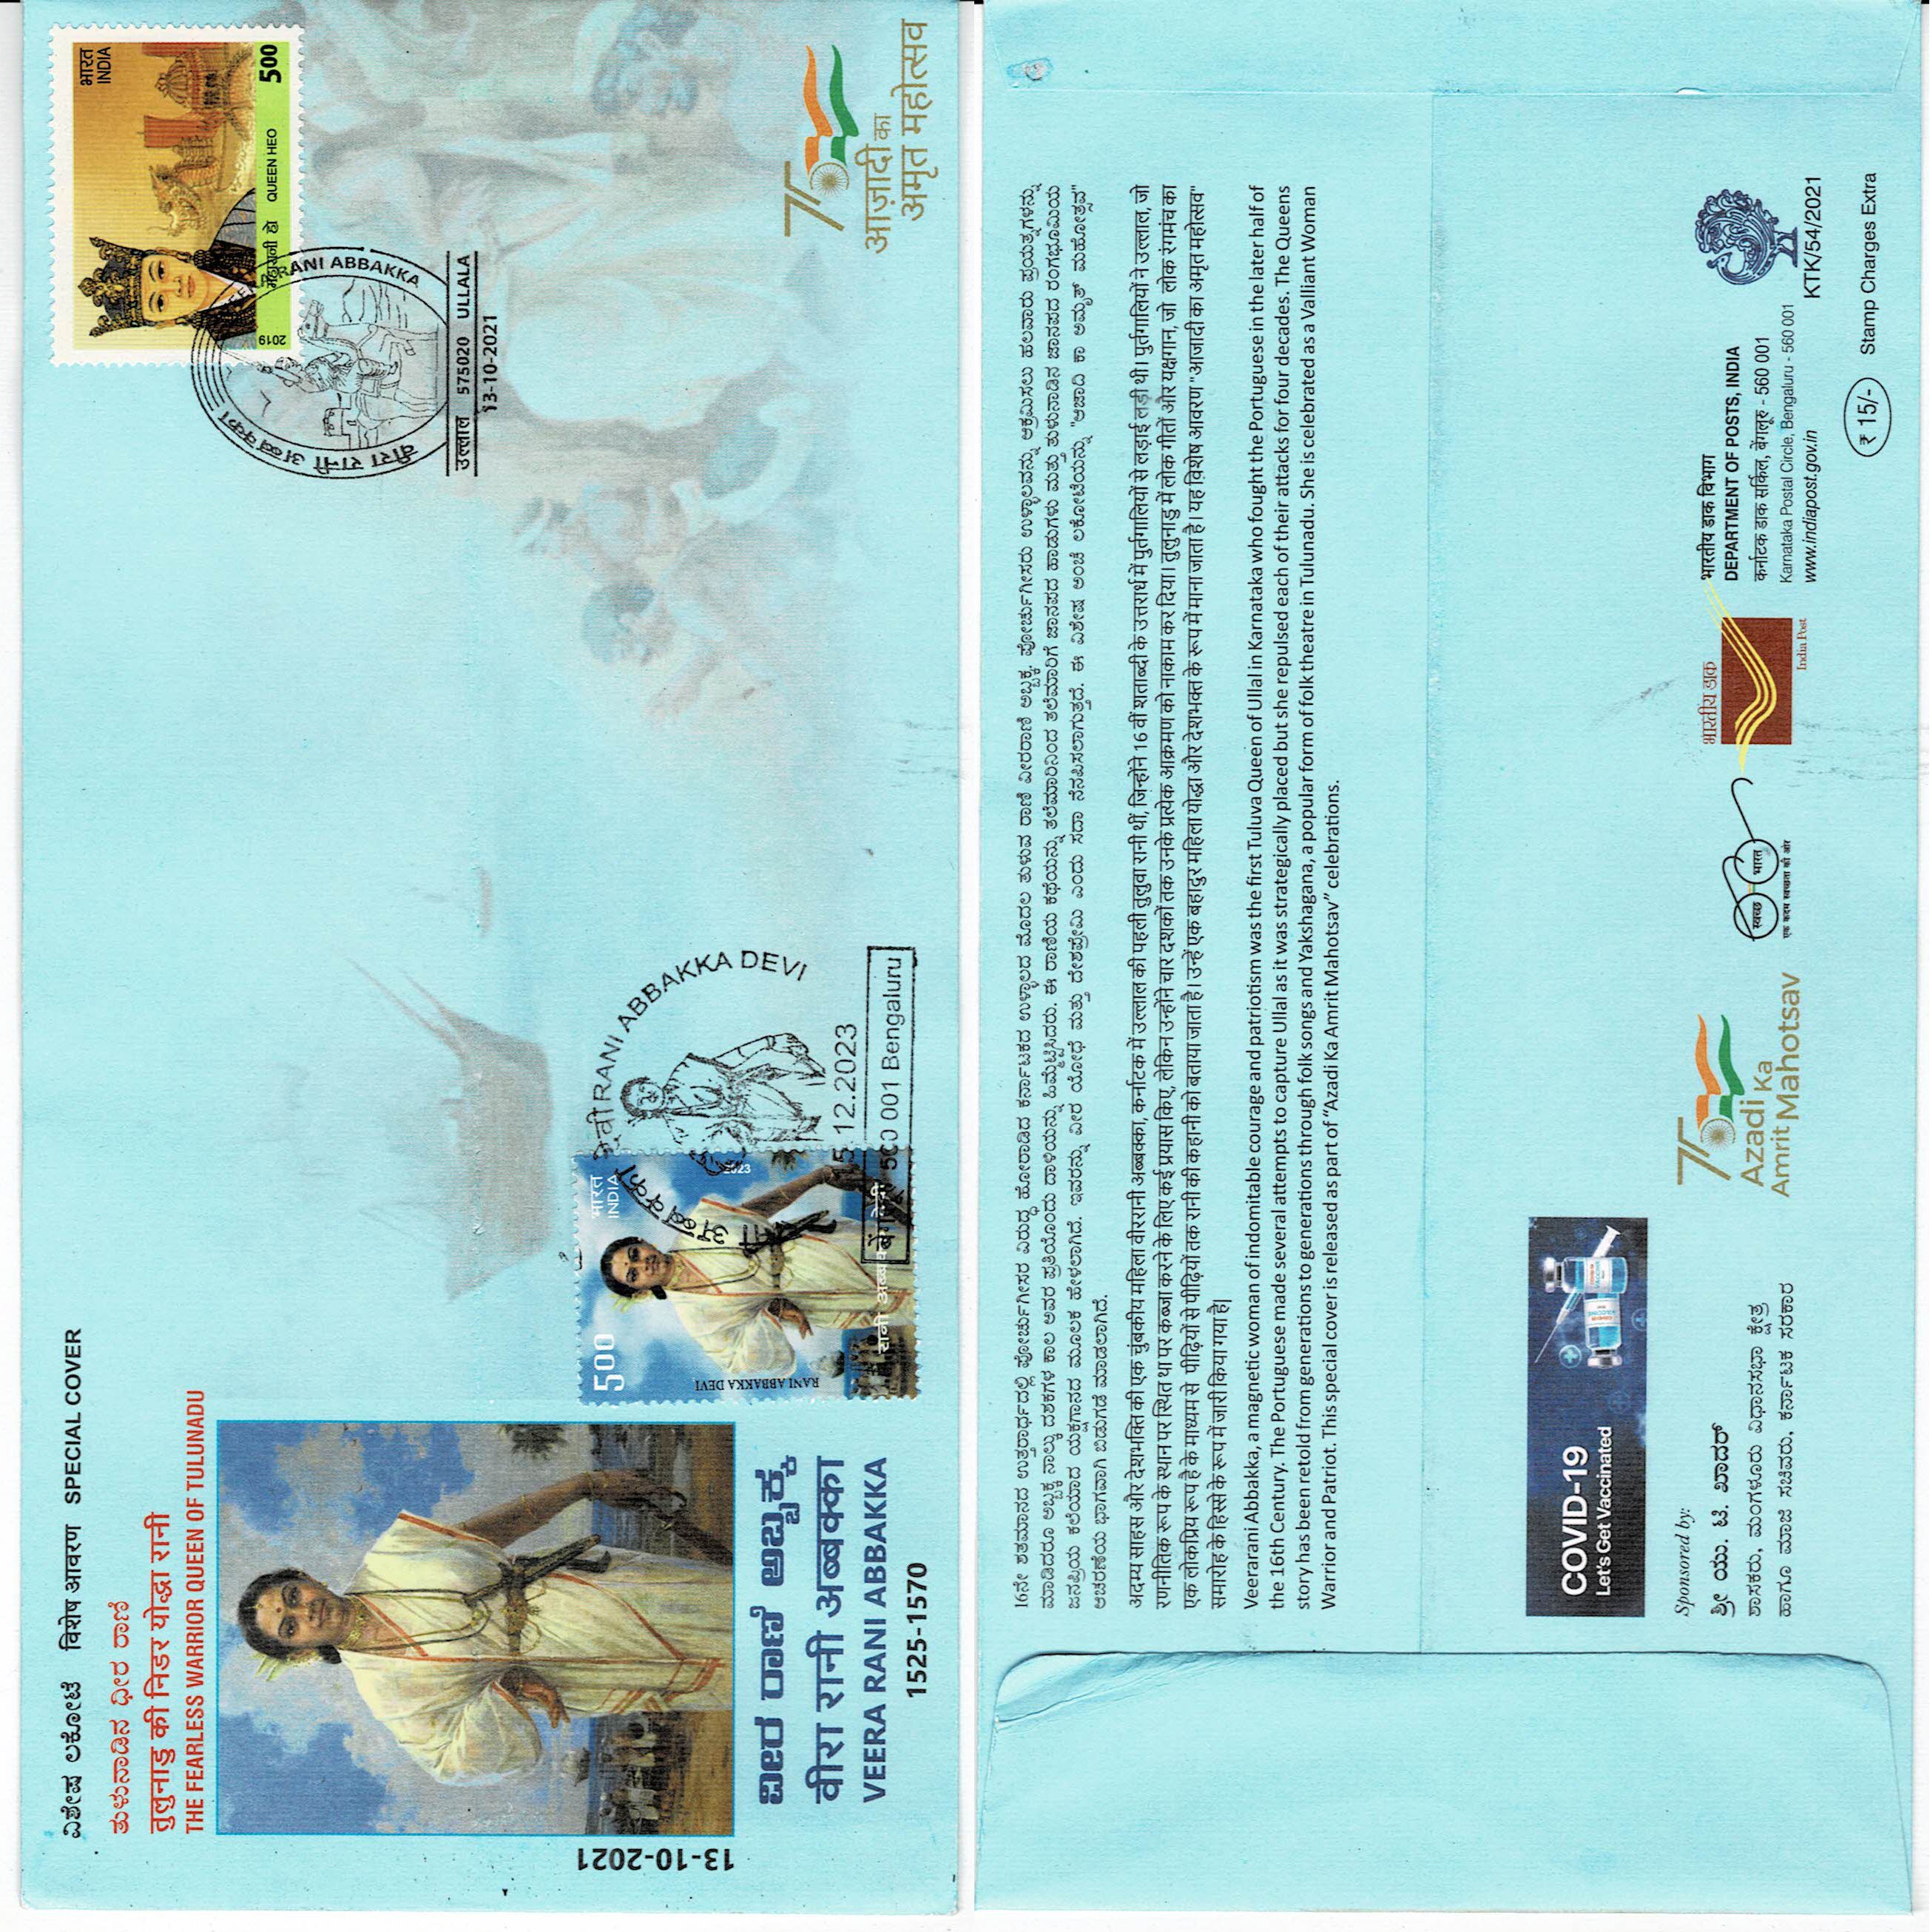 ವಿಶೇಷ ಲಕೋಟೆ विशेष आवरण SPECIAL COVER
ತುಳುನಾಡಿನ ಧೀರ ರಾಣಿ
तुलुनाडु की निडर योद्धा रानी
THE FEARLESS WARRIOR QUEEN OF TULUNADU
13-10-2021
ವೀರ ರಾಣಿ ಅಬ್ಬಕ್ಕ
वीरा रानी अब्बक्का
VEERA RANI ABBAKKA
1525-1570
500
भारत
INDIA
RANI ABBAKKA DEVI
रानी अब्बक्का देवी
रानी अब्बक्का देवी RANI ABBAKKA DEVI
15.12.2023
560 001 Bengaluru
भारत
INDIA
2019
महारानी हो QUEEN HEO 500
वीरा रानी अब्बक्का
RANI ABBAKKA
उल्लाल 575020 ULLALA
13-10-2021
75
आज़ादी का
अमृत महोत्सव
16ನೇ ಶತಮಾನದ ಉತ್ತರಾರ್ಧದಲ್ಲಿ ಪೋರ್ಚುಗೀಸರ ವಿರುದ್ಧ ಹೋರಾಡಿದ ಕರ್ನಾಟಕದ ಉಳ್ಳಾಲದ ಮೊದಲ ತುಳುವ ರಾಣಿ ವೀರರಾಣಿ ಅಬ್ಬಕ್ಕ. ಪೋರ್ಚುಗೀಸರು ಉಳ್ಳಾಲವನ್ನು ಆಕ್ರಮಿಸಲು ಹಲವಾರು ಪ್ರಯತ್ನಗಳನ್ನು
ಮಾಡಿದರೂ ಅಬ್ಬಕ್ಕ ನಾಲ್ಕು ದಶಕಗಳ ಕಾಲ ಅವರ ಪ್ರತಿಯೊಂದು ದಾಳಿಯನ್ನು ಹಿಮ್ಮೆಟ್ಟಿಸಿದರು. ಈ ರಾಣಿಯ ಕಥೆಯನ್ನು ತಲೆಮಾರಿನಿಂದ ತಲೆಮಾರಿಗೆ ಜಾನಪದ ಹಾಡುಗಳು ಮತ್ತು ತುಳುನಾಡಿನ ಜಾನಪದ ರಂಗಭೂಮಿಯ
ಜನಪ್ರಿಯ ಕಲೆಯಾದ ಯಕ್ಷಗಾನದ ಮೂಲಕ ಹೇಳಲಾಗಿದೆ. ಇವರನ್ನು ವೀರ ಯೋಧೆ ಮತ್ತು ದೇಶಪ್ರೇಮಿ ಎಂದು ಸದಾ ನೆನಪಿಸಲಾಗುತ್ತದೆ. ಈ ವಿಶೇಷ ಅಂಚೆ ಲಕೋಟೆಯನ್ನು "ಆಜಾದಿ ಕಾ ಅಮೃತ್ ಮಹೋತ್ಸವ"
ಆಚರಣೆಯ ಭಾಗವಾಗಿ ಬಿಡುಗಡೆ ಮಾಡಲಾಗಿದೆ.
अदम्य साहस और देशभक्ति की एक चुंबकीय महिला वीररानी अब्बक्का, कर्नाटक में उल्लाल की पहली तुलुवा रानी थीं, जिन्होंने 16 वीं शताब्दी के उत्तरार्ध में पुर्तगालियों से लड़ाई लड़ी थी। पुर्तगालियों ने उल्लाल, जो
रणनीतिक रूप के स्थान पर स्थित था पर कब्जा करने के लिए कई प्रयास किए, लेकिन उन्होंने चार दशकों तक उनके प्रत्येक आक्रमण को नाकाम कर दिया। तुलुनाडु में लोक गीतों और यक्षगान, जो लोक रंगमंच का
एक लोकप्रिय रूप है के माध्यम से पीढ़ियों से पीढ़ियों तक रानी की कहानी को बताया जाता है। उन्हें एक बहादुर महिला योद्धा और देशभक्त के रूप में माना जाता है। यह विशेष आवरण "आजादी का अमृत महोत्सव"
समारोह के हिस्से के रूप में जारी किया गया है|
Veerarani Abbakka, a magnetic woman of indomitable courage and patriotism was the first Tuluva Queen of Ullal in Karnataka who fought the Portuguese in the later half of
the 16th Century. The Portuguese made several attempts to capture Ullal as it was strategically placed but she repulsed each of their attacks for four decades. The Queens
story has been retold from generations to generations through folk songs and Yakshagana, a popular form of folk theatre in Tulunadu. She is celebrated as a Valliant Woman
Warrior and Patriot. This special cover is released as part of “Azadi Ka Amrit Mahotsav” celebrations.
COVID-19
Let's Get Vaccinated
Sponsored by:
ಶ್ರೀ ಯು. ಟಿ. ಖಾದರ್
ಶಾಸಕರು, ಮಂಗಳೂರು ವಿಧಾನಸಭಾ ಕ್ಷೇತ್ರ
ಹಾಗೂ ಮಾಜಿ ಸಚಿವರು, ಕರ್ನಾಟಕ ಸರಕಾರ
75
Azadi Ka
Amrit Mahotsav
स्वच्छ भारत
एक कदम स्वच्छता की ओर
भारतीय डाक
India Post
भारतीय डाक विभाग
DEPARTMENT OF POSTS, INDIA
कर्नाटक डाक सर्किल, बेंगलूरु - 560 001
Karnataka Postal Circle, Bengaluru - 560 001
www.indiapost.gov.in
KTK/54/2021
₹ 15/- Stamp Charges Extra